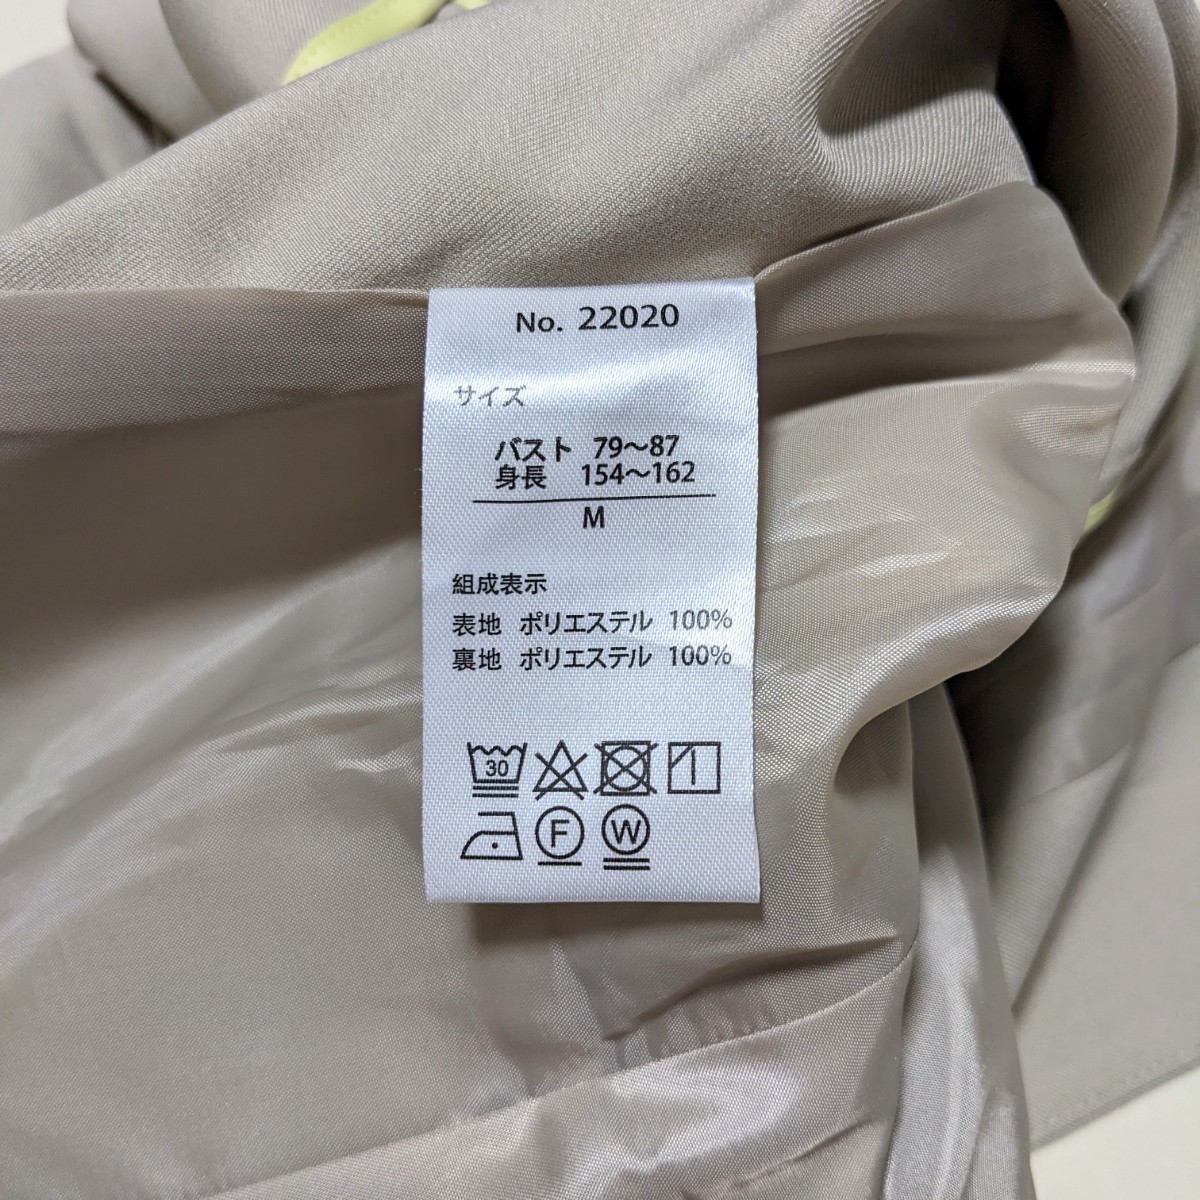 No. 22020
サイズ
バスト 79～87
身長 154～162
M
組成表示
表地 ポリエステル 100%
裏地 ポリエステル 100%
30
F W